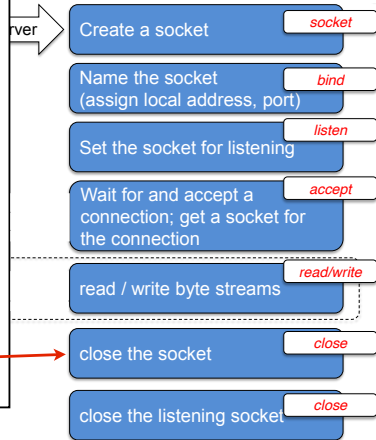 rver
Create a socket
socket
Name the socket
(assign local address, port)
bind
Set the socket for listening
listen
Wait for and accept a
connection; get a socket for
the connection
accept
read / write byte streams
read/write
close the socket
close
close the listening socket
close